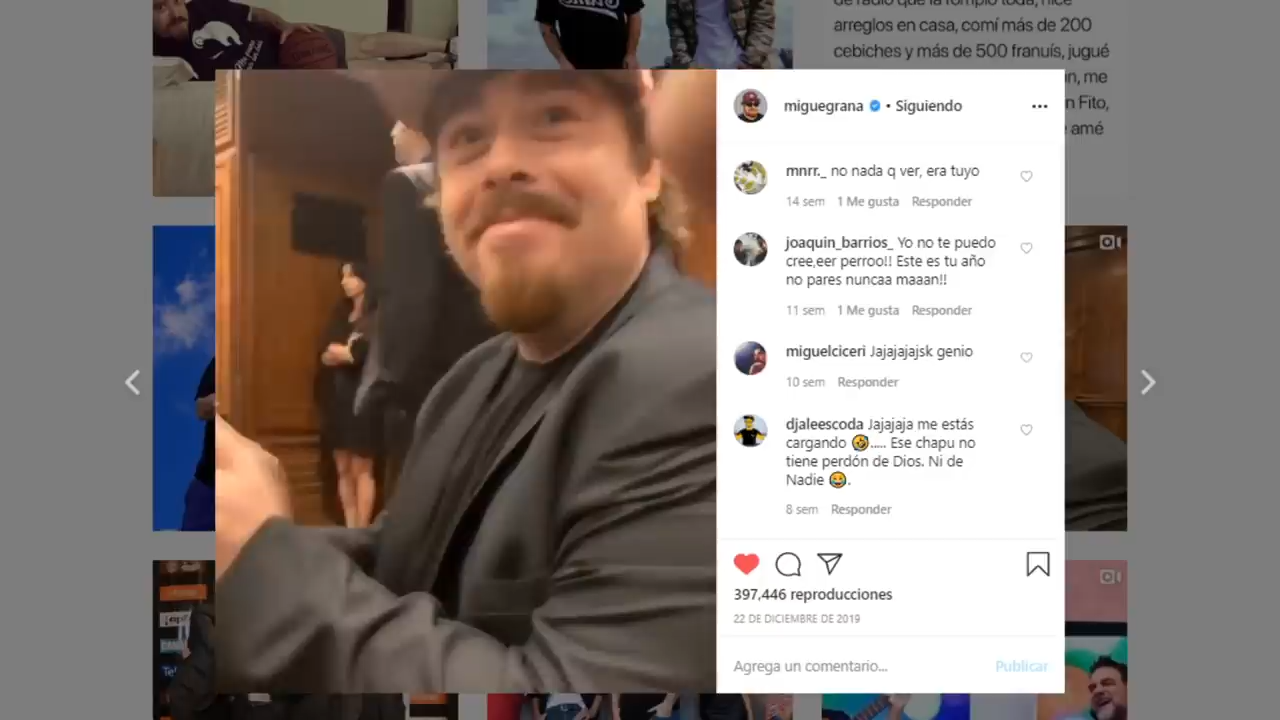 de radio que la rompió toda, hice
arreglos en casa, comí más de 200
cebiches y más de 500 franuís, jugué
n, me
n Fito,
amé
miguegrana • Siguiendo
mnrr._ no nada q ver, era tuyo
14 sem 1 Me gusta Responder
joaquin_barrios_ Yo no te puedo
cree,eer perroo!! Este es tu año
no pares nuncaa maaan!!
11 sem 1 Me gusta Responder
miguelciceri Jajajajajsk genio
10 sem Responder
djaleescoda Jajajaja me estás
cargando 🤣..... Ese chapu no
tiene perdón de Dios. Ni de
Nadie 😂.
8 sem Responder
397,446 reproducciones
22 DE DICIEMBRE DE 2019
Agrega un comentario... Publicar